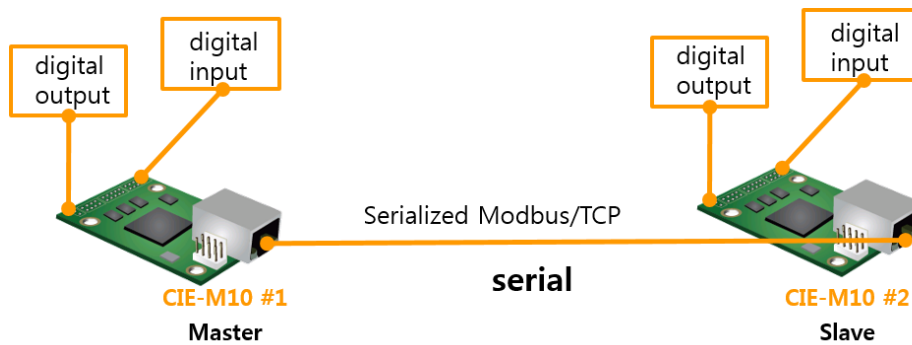 digital
output
digital
input
digital
output
digital
input
Serialized Modbus/TCP
serial
CIE-M10 #1
Master
CIE-M10 #2
Slave